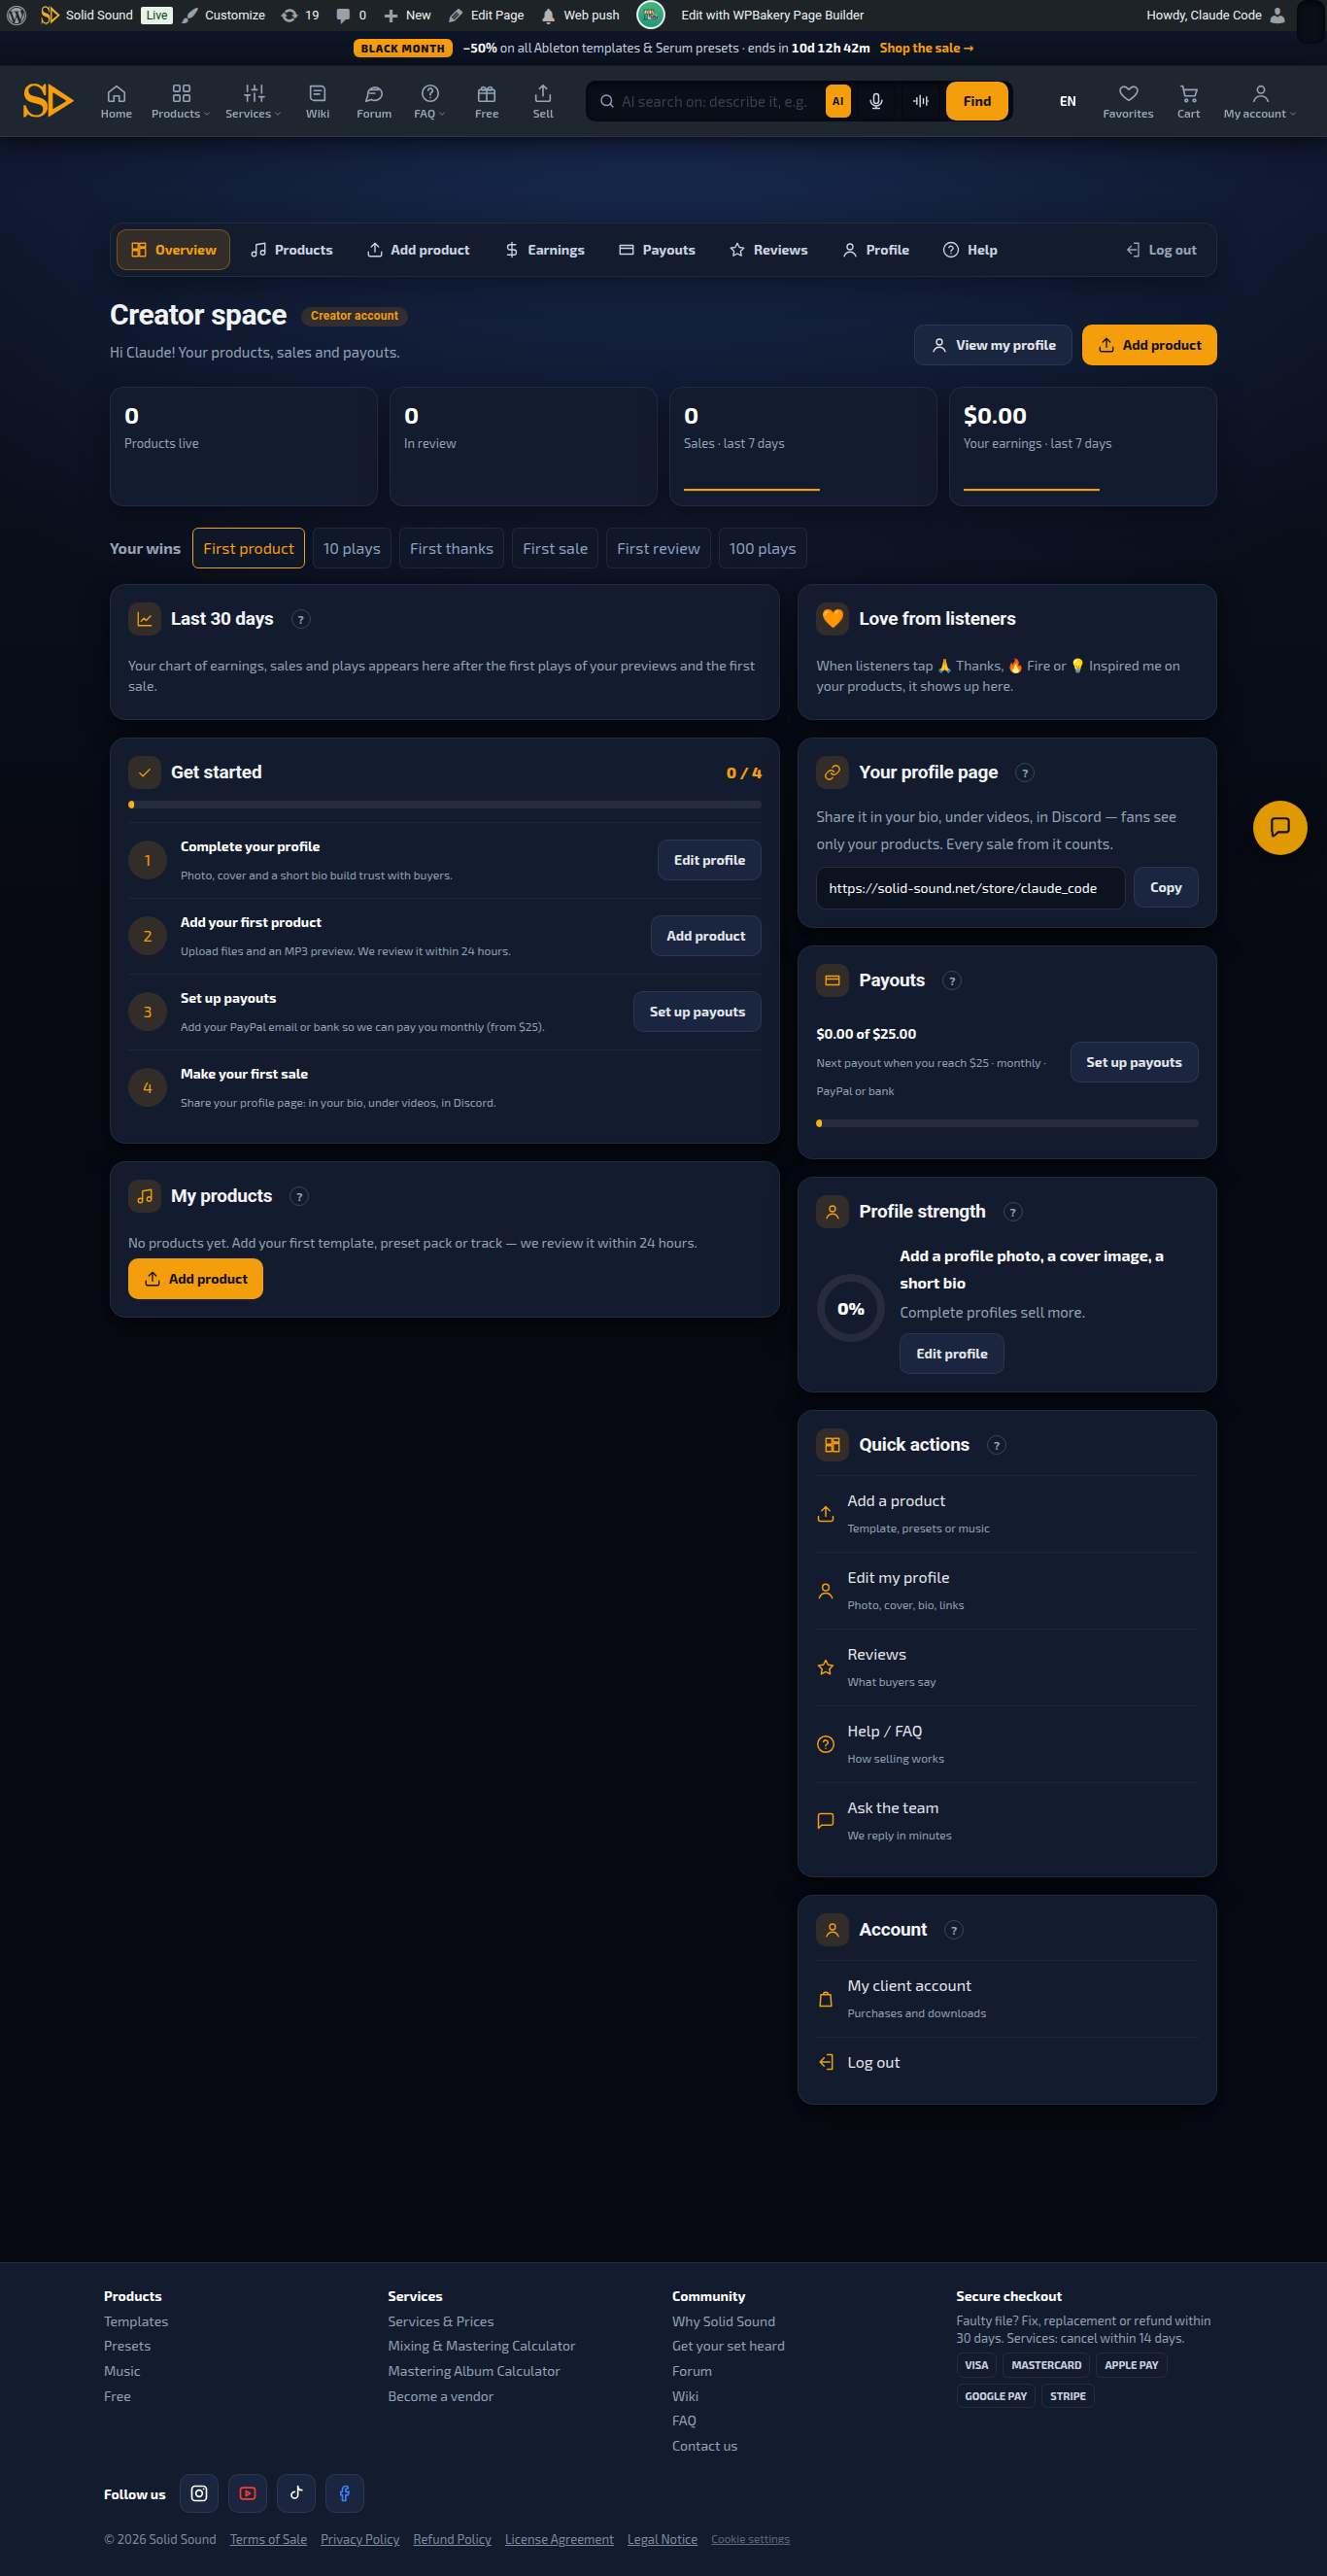 Solid Sound Live Customize 19 0 New Edit Page Web push Edit with WPBakery Page Builder Howdy, Claude Code
BLACK MONTH −50% on all Ableton templates & Serum presets · ends in 10d 12h 42m Shop the sale →
Home Products Services Wiki Forum FAQ Free Sell
AI search on: describe it, e.g. AI Find
EN Favorites Cart My account
Overview Products Add product Earnings Payouts Reviews Profile Help Log out
Creator space Creator account
Hi Claude! Your products, sales and payouts.
View my profile Add product
0
Products live
0
In review
0
Sales · last 7 days
$0.00
Your earnings · last 7 days
Your wins First product 10 plays First thanks First sale First review 100 plays
Last 30 days ?
Your chart of earnings, sales and plays appears here after the first plays of your previews and the first
sale.
Love from listeners
When listeners tap 🙏 Thanks, 🔥 Fire or 💡 Inspired me on
your products, it shows up here.
Get started 0 / 4
1 Complete your profile
Photo, cover and a short bio build trust with buyers.
Edit profile
2 Add your first product
Upload files and an MP3 preview. We review it within 24 hours.
Add product
3 Set up payouts
Add your PayPal email or bank so we can pay you monthly (from $25).
Set up payouts
4 Make your first sale
Share your profile page: in your bio, under videos, in Discord.
My products ?
No products yet. Add your first template, preset pack or track — we review it within 24 hours.
Add product
Your profile page ?
Share it in your bio, under videos, in Discord — fans see
only your products. Every sale from it counts.
https://solid-sound.net/store/claude_code Copy
Payouts ?
$0.00 of $25.00
Next payout when you reach $25 · monthly ·
PayPal or bank
Set up payouts
Profile strength ?
0%
Add a profile photo, a cover image, a
short bio
Complete profiles sell more.
Edit profile
Quick actions ?
Add a product
Template, presets or music
Edit my profile
Photo, cover, bio, links
Reviews
What buyers say
Help / FAQ
How selling works
Ask the team
We reply in minutes
Account ?
My client account
Purchases and downloads
Log out
Products
Templates
Presets
Music
Free
Services
Services & Prices
Mixing & Mastering Calculator
Mastering Album Calculator
Become a vendor
Community
Why Solid Sound
Get your set heard
Forum
Wiki
FAQ
Contact us
Secure checkout
Faulty file? Fix, replacement or refund within
30 days. Services: cancel within 14 days.
VISA MASTERCARD APPLE PAY
GOOGLE PAY STRIPE
Follow us
© 2026 Solid Sound Terms of Sale Privacy Policy Refund Policy License Agreement Legal Notice Cookie settings